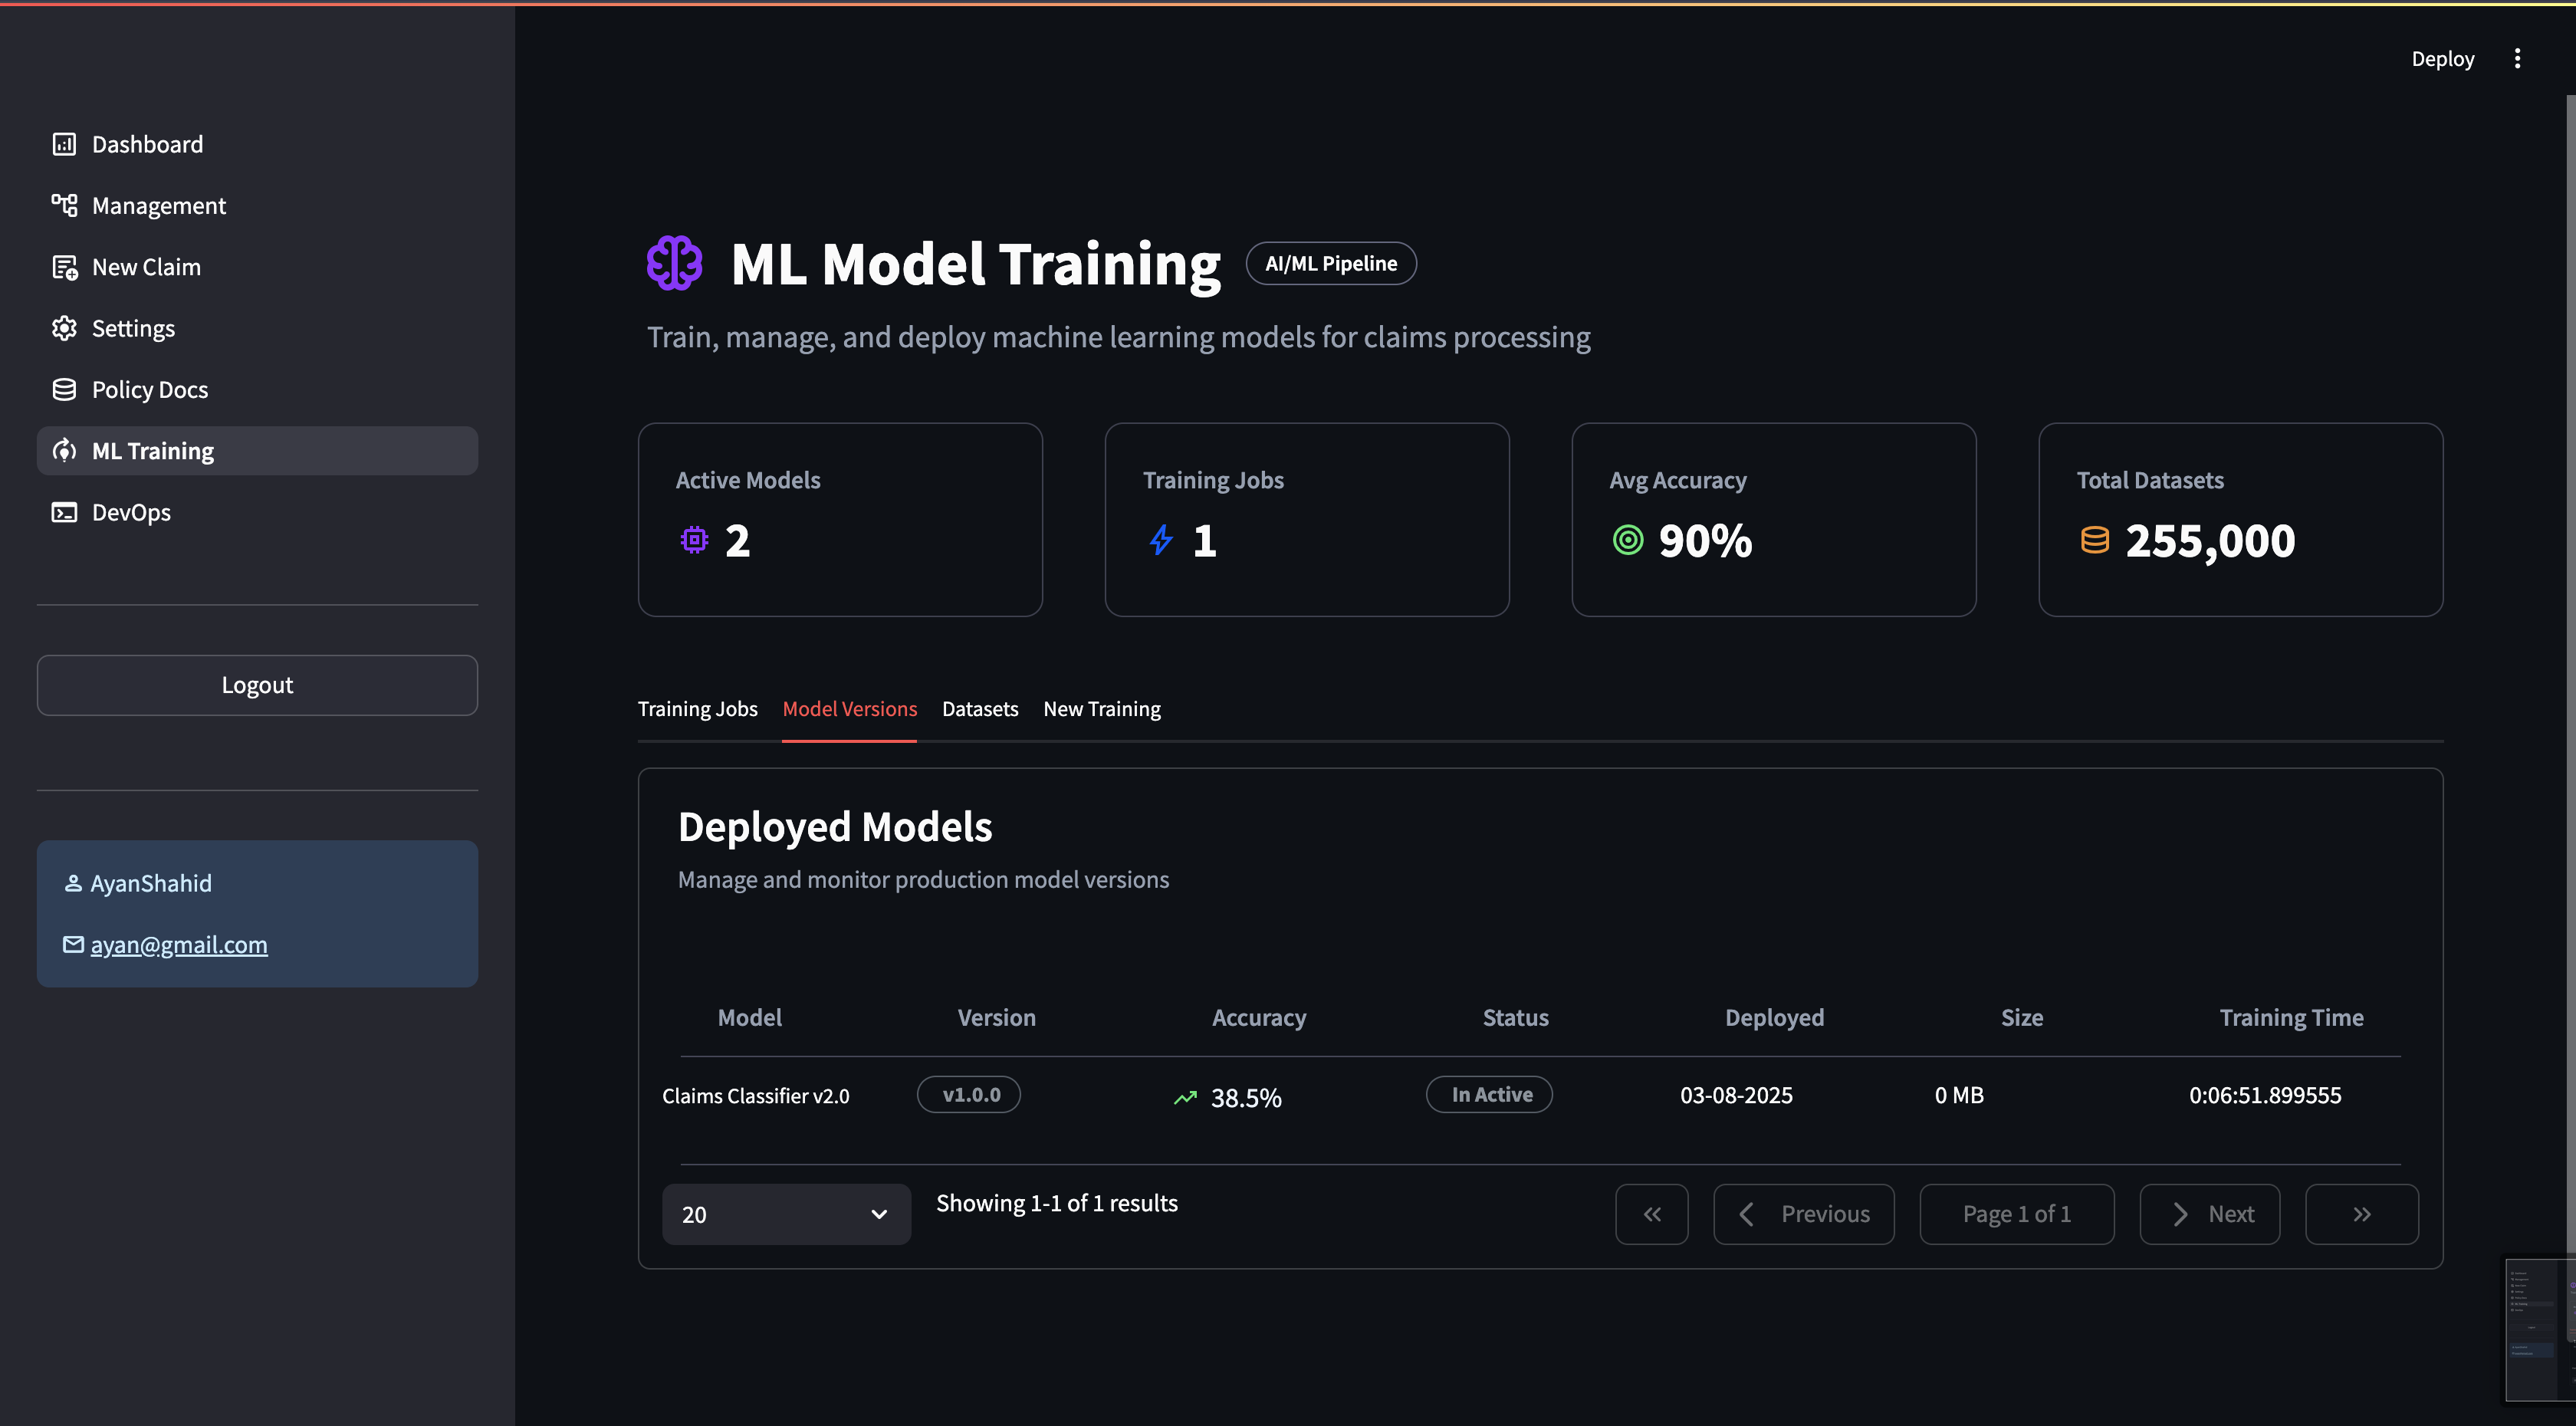 Deploy
Dashboard
Management
New Claim
Settings
Policy Docs
ML Training
DevOps
Logout
AyanShahid
ayan@gmail.com
ML Model Training
AI/ML Pipeline
Train, manage, and deploy machine learning models for claims processing
Active Models
2
Training Jobs
1
Avg Accuracy
90%
Total Datasets
255,000
Training Jobs Model Versions Datasets New Training
Deployed Models
Manage and monitor production model versions
Model Version Accuracy Status Deployed Size Training Time
Claims Classifier v2.0 v1.0.0 38.5% In Active 03-08-2025 0 MB 0:06:51.899555
20 Showing 1-1 of 1 results « Previous Page 1 of 1 Next »